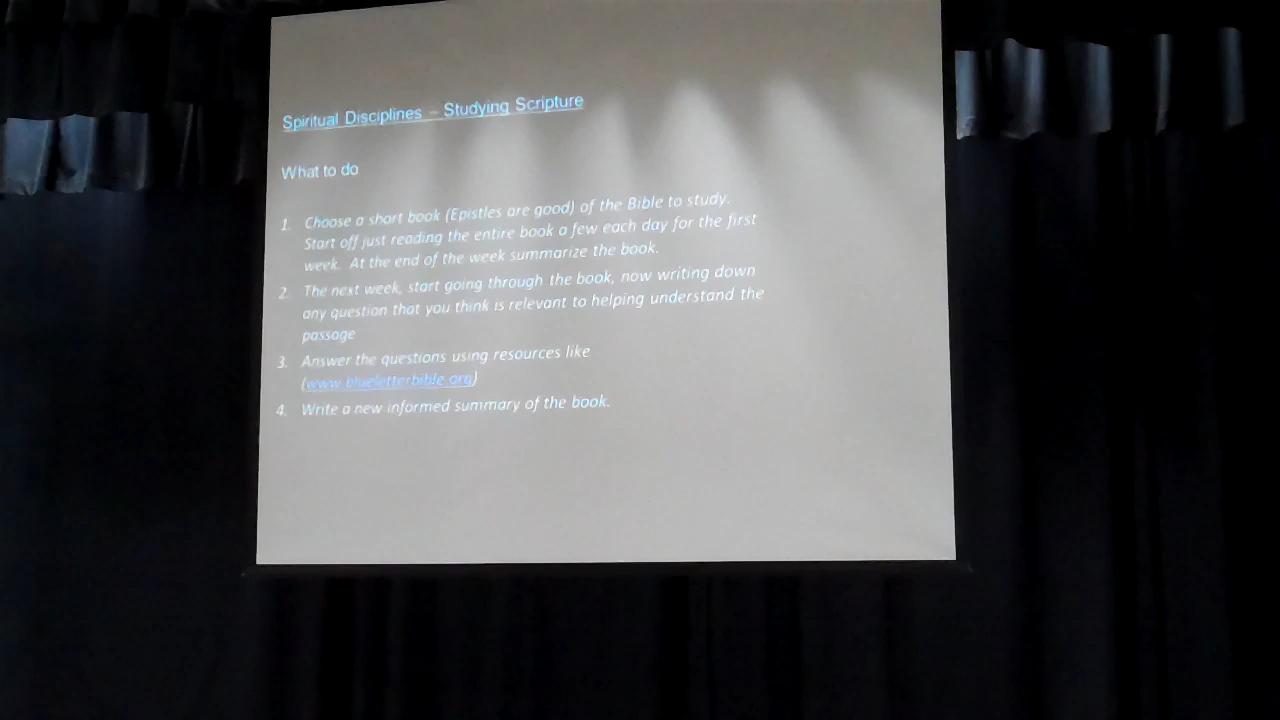 Spiritual Disciplines – Studying Scripture
What to do
1. Choose a short book (Epistles are good) of the Bible to study.
Start off just reading the entire book a few each day for the first
week. At the end of the week summarize the book.
2. The next week, start going through the book, now writing down
any question that you think is relevant to helping understand the
passage
3. Answer the questions using resources like
(www.blueletterbible.org)
4. Write a new informed summary of the book.